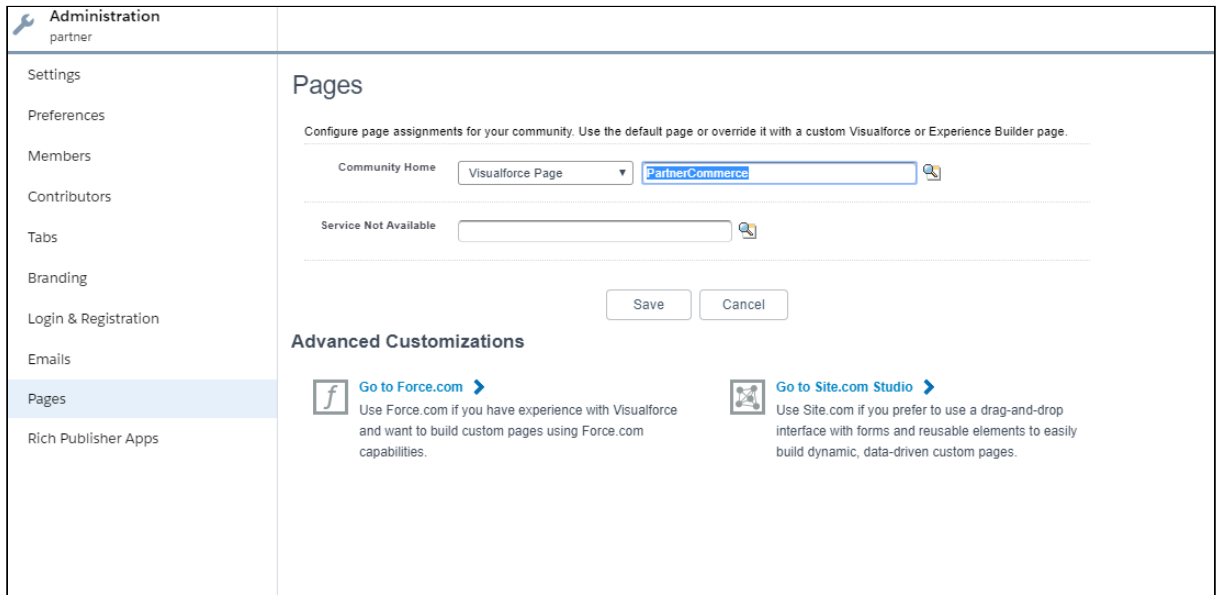 Administration
partner
Settings
Preferences
Members
Contributors
Tabs
Branding
Login & Registration
Emails
Pages
Rich Publisher Apps
Pages
Configure page assignments for your community. Use the default page or override it with a custom Visualforce or Experience Builder page.
Community Home Visualforce Page PartnerCommerce
Service Not Available
Save Cancel
Advanced Customizations
Go to Force.com
Use Force.com if you have experience with Visualforce
and want to build custom pages using Force.com
capabilities.
Go to Site.com Studio
Use Site.com if you prefer to use a drag-and-drop
interface with forms and reusable elements to easily
build dynamic, data-driven custom pages.